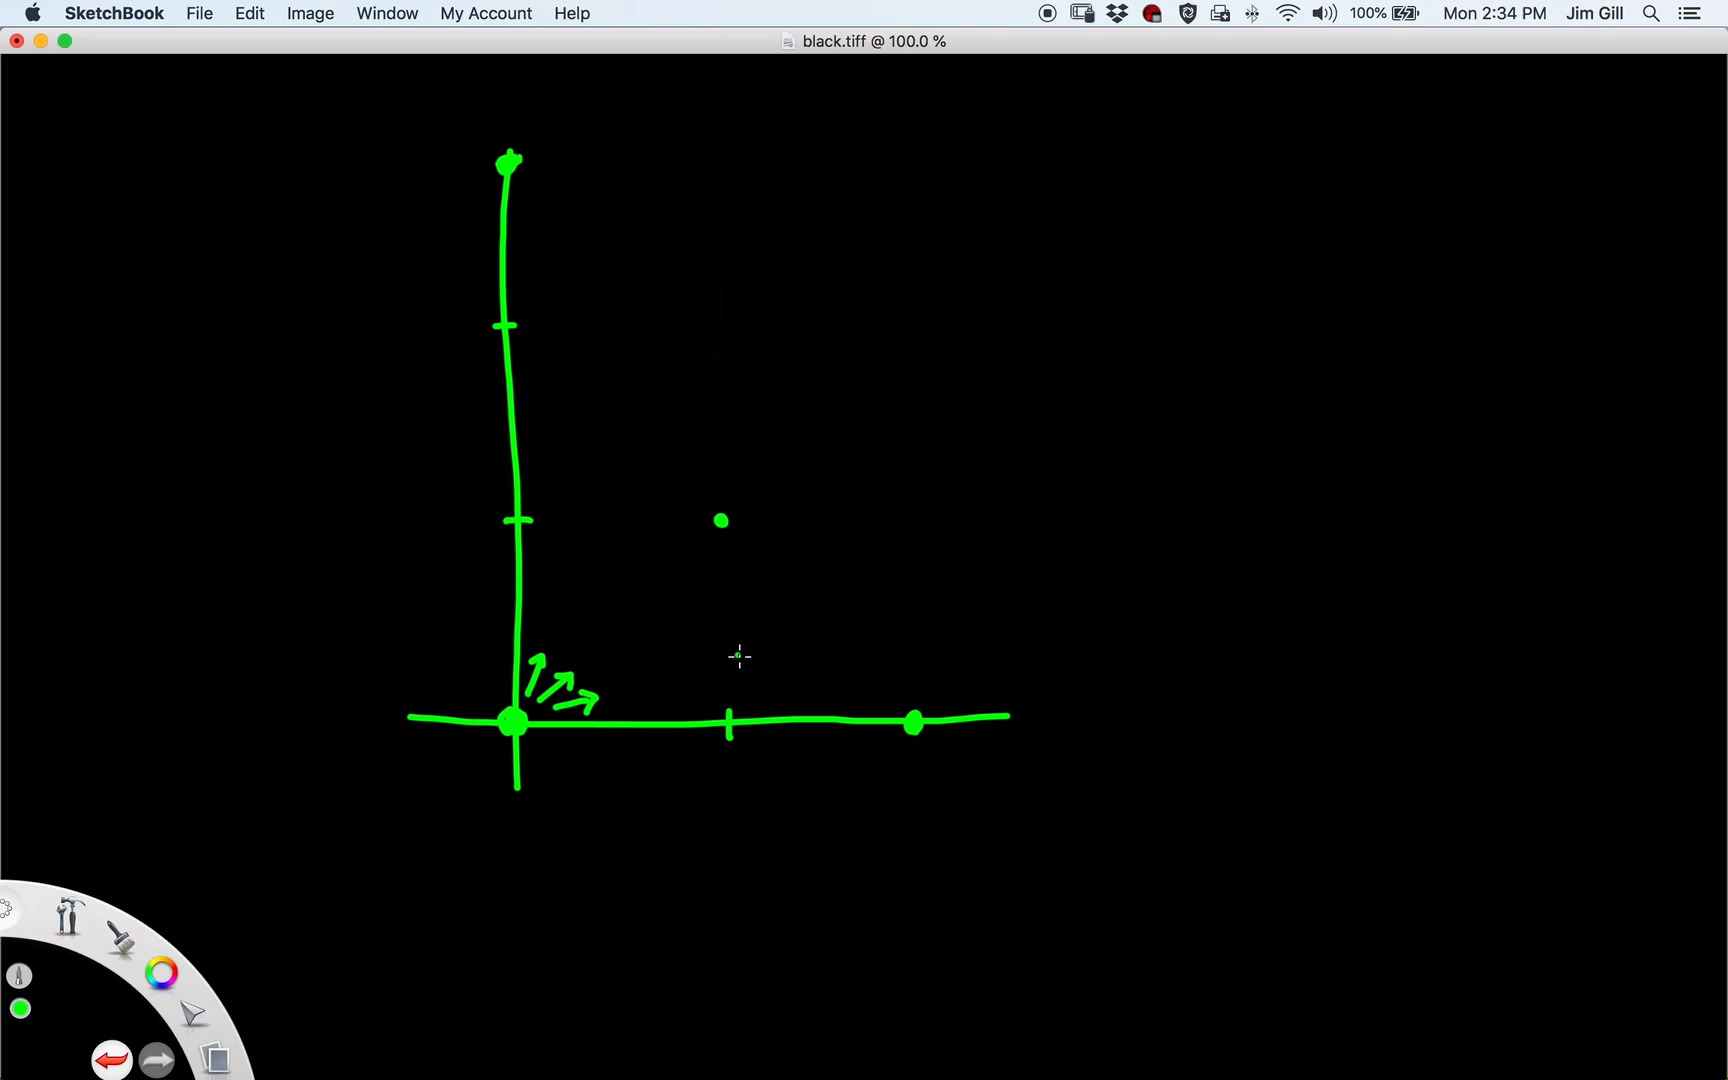 SketchBook File Edit Image Window My Account Help 100% Mon 2:34 PM Jim Gill
black.tiff @ 100.0 %